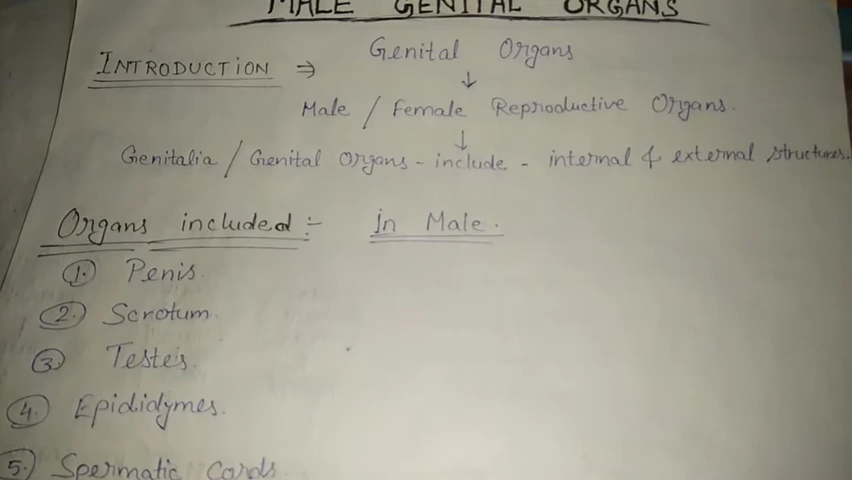 MALE GENITAL ORGANS
INTRODUCTION ⇒ Genital Organs
↓
Male / Female Reproductive Organs.
↓
Genitalia / Genital Organs - include - internal & external structures.
Organs included :- in Male.
1. Penis.
2. Scrotum.
3. Testes.
4. Epididymes.
5. Spermatic Cords